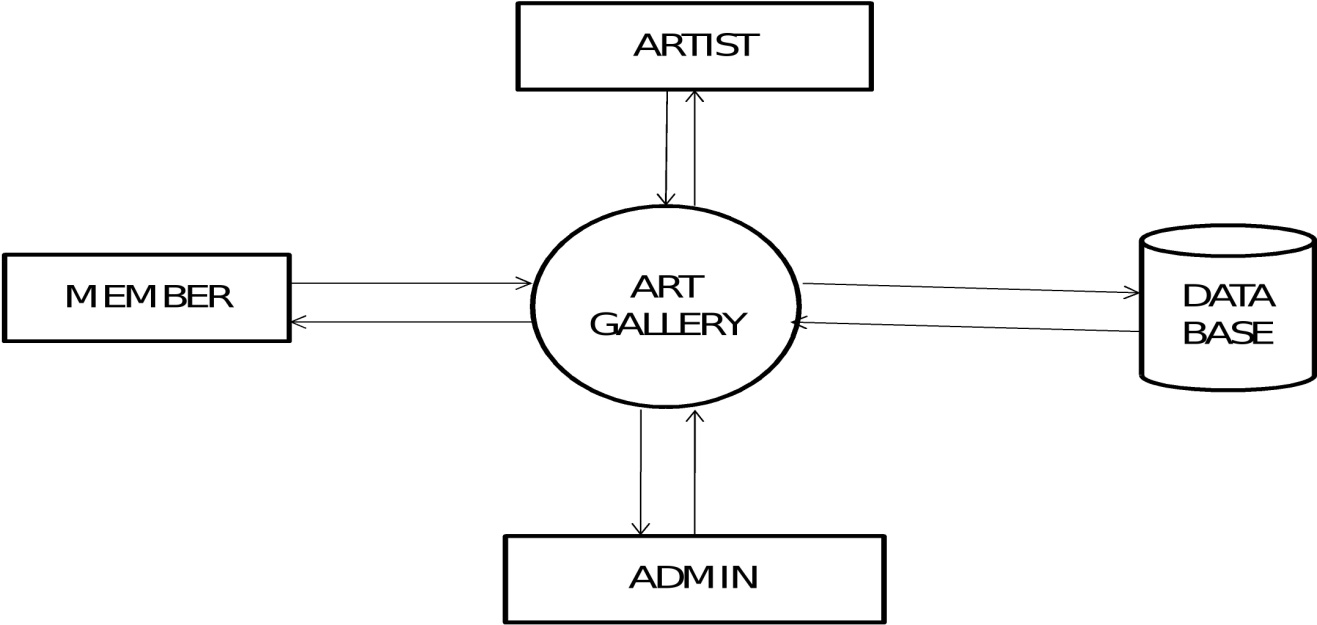 ARTIST
MEMBER
ART
GALLERY
DATA
BASE
ADMIN